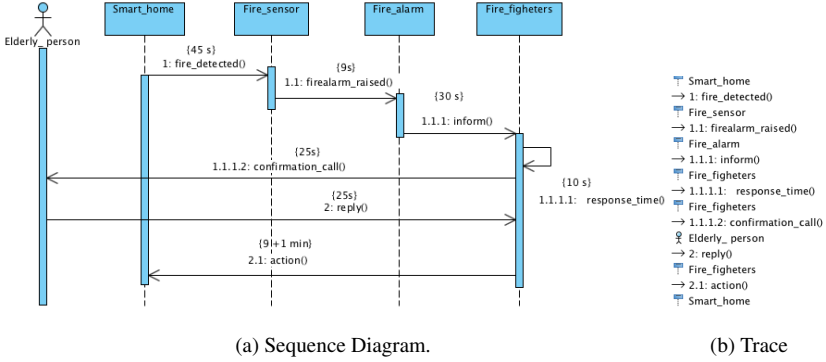 Smart_home
Fire_sensor
Fire_alarm
Fire_figheters
Elderly_ person
{45 s}
1: fire_detected()
{9s}
1.1: firealarm_raised()
{30 s}
1.1.1: inform()
{25s}
1.1.1.2: confirmation_call()
{10 s}
1.1.1.1: response_time()
{25s}
2: reply()
{9 +1 min}
2.1: action()
Smart_home
1: fire_detected()
Fire_sensor
1.1: firealarm_raised()
Fire_alarm
1.1.1: inform()
Fire_figheters
1.1.1.1: response_time()
Fire_figheters
1.1.1.2: confirmation_call()
Elderly_ person
2: reply()
Fire_figheters
2.1: action()
Smart_home
(a) Sequence Diagram.
(b) Trace